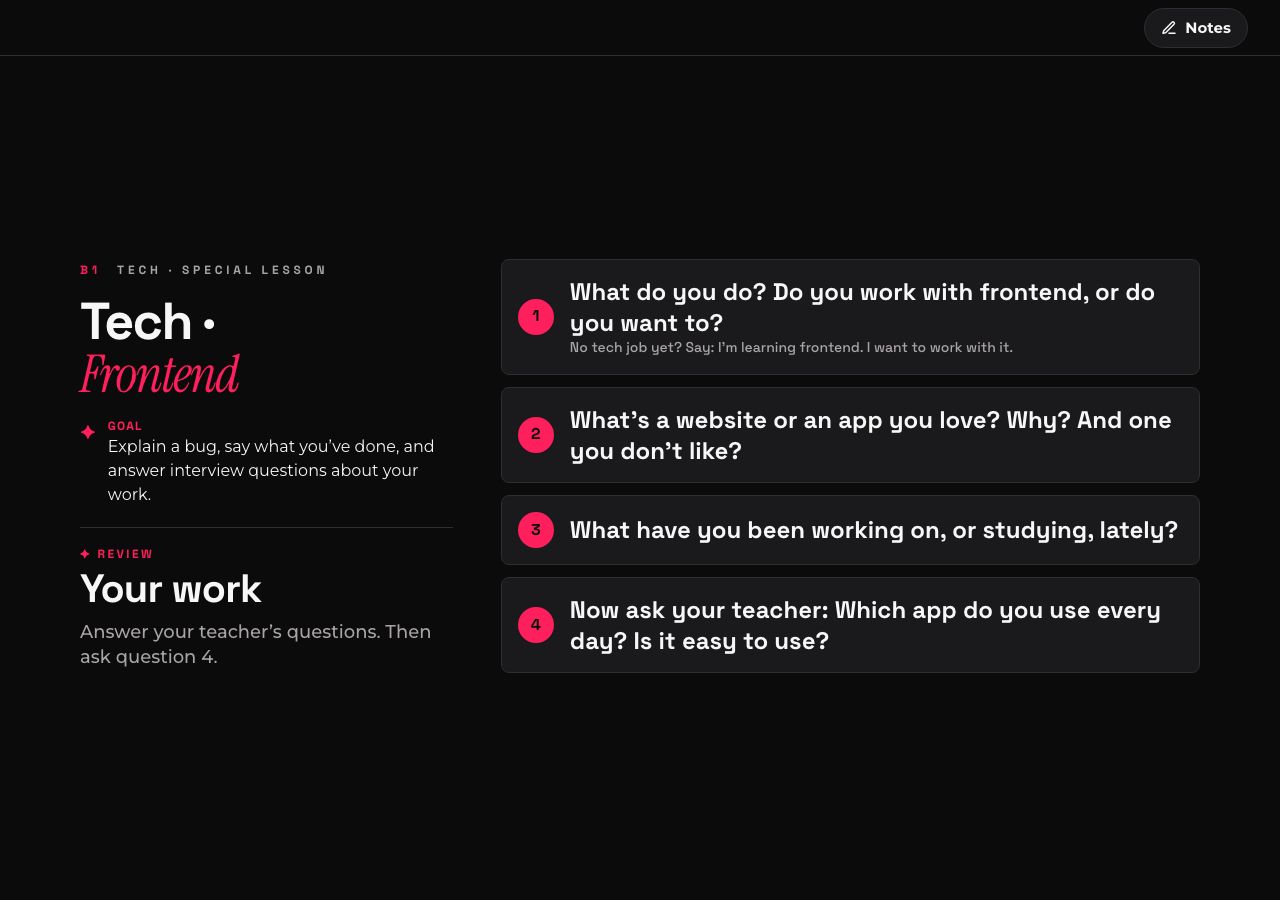 Notes
B1 TECH · SPECIAL LESSON
Tech ·
Frontend
GOAL
Explain a bug, say what you’ve done, and
answer interview questions about your
work.
REVIEW
Your work
Answer your teacher’s questions. Then
ask question 4.
1
What do you do? Do you work with frontend, or do
you want to?
No tech job yet? Say: I’m learning frontend. I want to work with it.
2
What’s a website or an app you love? Why? And one
you don’t like?
3
What have you been working on, or studying, lately?
4
Now ask your teacher: Which app do you use every
day? Is it easy to use?